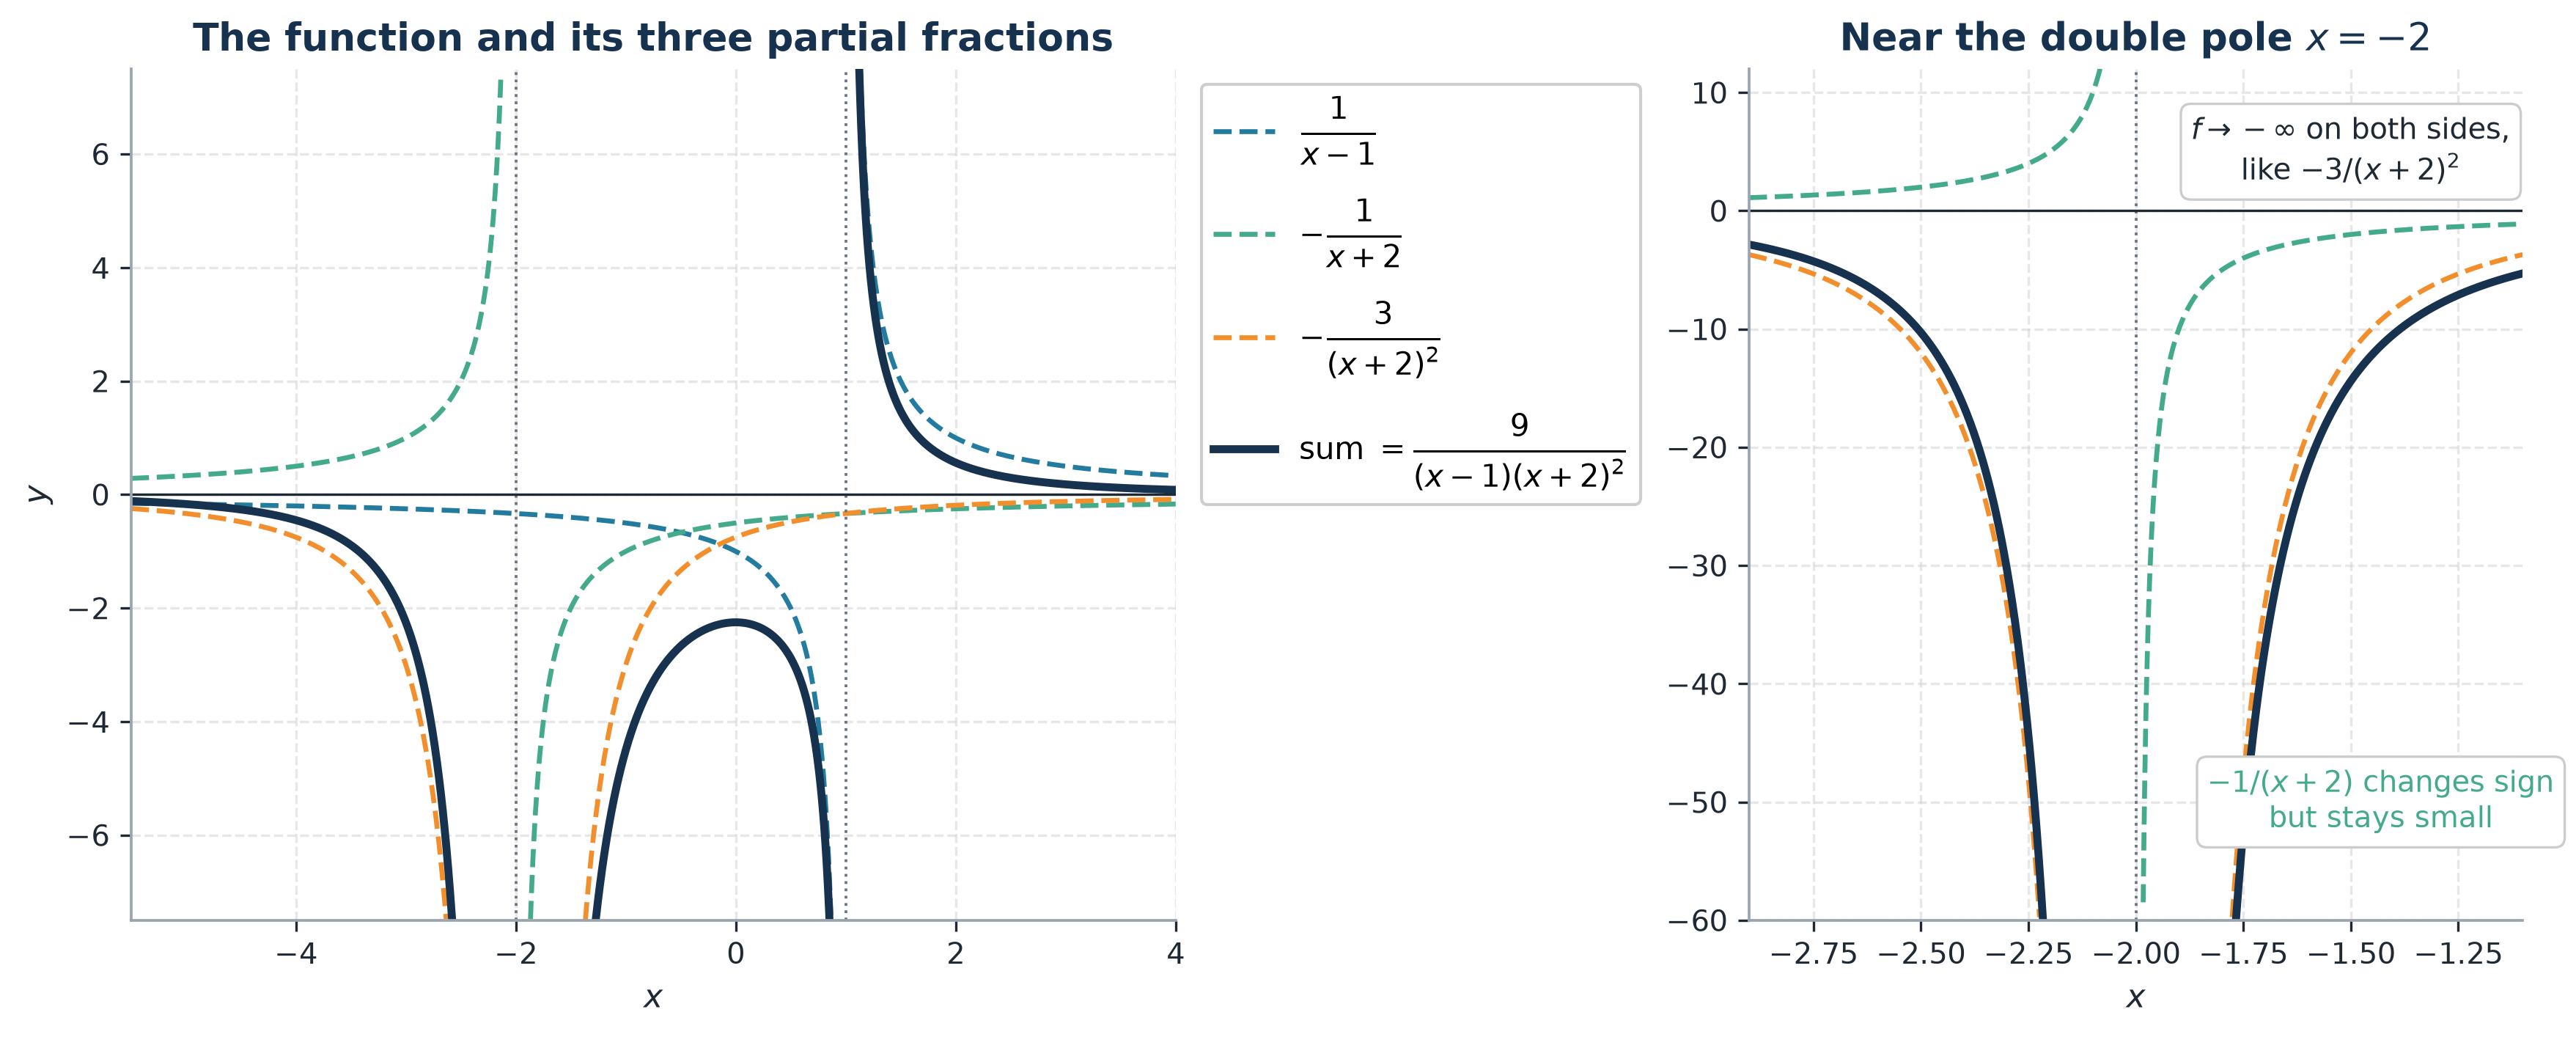 The function and its three partial fractions
6
4
2
0
−2
−4
−6
y
−4
−2
0
2
4
x
1/(x − 1)
−1/(x + 2)
−3/(x + 2)²
sum = 9/((x − 1)(x + 2)²)
Near the double pole x = −2
10
0
−10
−20
−30
−40
−50
−60
f → − ∞ on both sides,
like −3/(x + 2)²
−1/(x + 2) changes sign
but stays small
−2.75
−2.50
−2.25
−2.00
−1.75
−1.50
−1.25
x